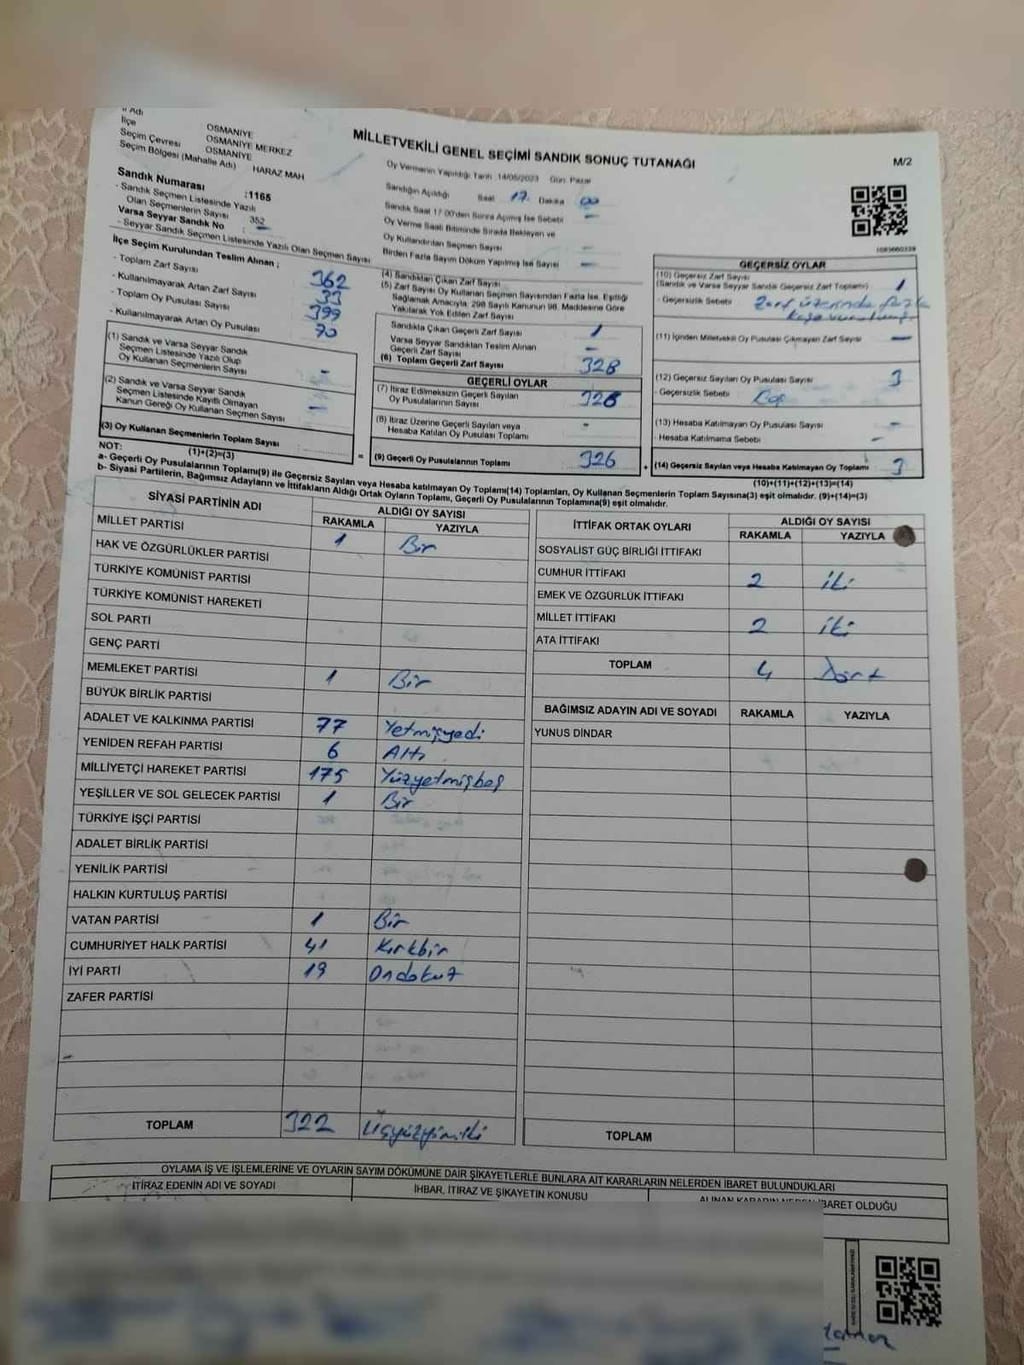 İl Adı
İlçe OSMANİYE
Seçim Çevresi OSMANİYE MERKEZ
Seçim Bölgesi (Mahalle Adı) OSMANİYE
HARAZ MAH
MİLLETVEKİLİ GENEL SEÇİMİ SANDIK SONUÇ TUTANAĞI
M/2
Oy Vermenin Yapıldığı Tarih 14/05/2023 Gün Pazar
Sandığın Açıldığı Saat 17 Dakika 00
Sandık Saat 17.00'den Sonra Açılmış İse Sebebi –
Oy Verme Saati Bitiminde Sırada Bekleyen ve
Oy Kullandırılan Seçmen Sayısı –
Birden Fazla Sayım Döküm Yapılmış İse Sayısı –
Sandık Numarası :1165
- Sandık Seçmen Listesinde Yazılı
Olan Seçmenlerin Sayısı 352
Varsa Seyyar Sandık No –
- Seyyar Sandık Seçmen Listesinde Yazılı Olan Seçmen Sayısı
İlçe Seçim Kurulundan Teslim Alınan ;
- Toplam Zarf Sayısı 362
- Kullanılmayarak Artan Zarf Sayısı 33
- Toplam Oy Pusulası Sayısı 399
- Kullanılmayarak Artan Oy Pusulası 70
(1) Sandık ve Varsa Seyyar Sandık
Seçmen Listesinde Yazılı Olup
Oy Kullanan Seçmenlerin Sayısı -
(2) Sandık ve Varsa Seyyar Sandık
Seçmen Listesinde Kayıtlı Olmayan
Kanun Gereği Oy Kullanan Seçmen Sayısı –
(3) Oy Kullanan Seçmenlerin Toplam Sayısı
(1)+(2)=(3)
(4) Sandıktan Çıkan Zarf Sayısı
(5) Zarf Sayısı Oy Kullanan Seçmen Sayısından Fazla İse, Eşitliği
Sağlamak Amacıyla, 298 Sayılı Kanunun 98. Maddesine Göre
Yakılarak Yok Edilen Zarf Sayısı
Sandıkta Çıkan Geçerli Zarf Sayısı 1
Varsa Seyyar Sandıktan Teslim Alınan
Geçerli Zarf Sayısı –
(6) Toplam Geçerli Zarf Sayısı 328
GEÇERLİ OYLAR
(7) İtiraz Edilmeksizin Geçerli Sayılan
Oy Pusulalarının Sayısı 326
(8) İtiraz Üzerine Geçerli Sayılan veya
Hesaba Katılan Oy Pusulası Toplamı -
= (9) Geçerli Oy Pusulalarının Toplamı 326
1083660339
GEÇERSİZ OYLAR
(10) Geçersiz Zarf Sayısı
(Sandık ve Varsa Seyyar Sandık Geçersiz Zarf Toplamı) 1
- Geçersizlik Sebebi Zarf üzerinde fazla
kaşe vurulmuş
(11) İçinden Milletvekili Oy Pusulası Çıkmayan Zarf Sayısı –
(12) Geçersiz Sayılan Oy Pusulası Sayısı 3
- Geçersizlik Sebebi
(13) Hesaba Katılmayan Oy Pusulası Sayısı –
- Hesaba Katılmama Sebebi –
+ (14) Geçersiz Sayılan veya Hesaba Katılmayan Oy Toplamı 3
(10)+(11)+(12)+(13)=(14)
NOT:
a- Geçerli Oy Pusulalarının Toplamı(9) ile Geçersiz Sayılan veya Hesaba katılmayan Oy Toplamı(14) Toplamları, Oy Kullanan Seçmenlerin Toplam Sayısına(3) eşit olmalıdır. (9)+(14)=(3)
b- Siyasi Partilerin, Bağımsız Adayların ve İttifakların Aldığı Ortak Oyların Toplamı, Geçerli Oy Pusulalarının Toplamına(9) eşit olmalıdır.
SİYASİ PARTİNİN ADI ALDIĞI OY SAYISI
RAKAMLA YAZIYLA
MİLLET PARTİSİ 1 Bir
HAK VE ÖZGÜRLÜKLER PARTİSİ
TÜRKİYE KOMÜNİST PARTİSİ
TÜRKİYE KOMÜNİST HAREKETİ
SOL PARTİ
GENÇ PARTİ
MEMLEKET PARTİSİ 1 Bir
BÜYÜK BİRLİK PARTİSİ
ADALET VE KALKINMA PARTİSİ 77 Yetmişyedi
YENİDEN REFAH PARTİSİ 6 Altı
MİLLİYETÇİ HAREKET PARTİSİ 175 Yüzyetmişbeş
YEŞİLLER VE SOL GELECEK PARTİSİ 1 Bir
TÜRKİYE İŞÇİ PARTİSİ
ADALET BİRLİK PARTİSİ
YENİLİK PARTİSİ
HALKIN KURTULUŞ PARTİSİ
VATAN PARTİSİ 1 Bir
CUMHURİYET HALK PARTİSİ 41 Kırkbir
İYİ PARTİ 19 Ondokuz
ZAFER PARTİSİ
TOPLAM 322 Üçyüzyirmiiki
İTTİFAK ORTAK OYLARI ALDIĞI OY SAYISI
RAKAMLA YAZIYLA
SOSYALİST GÜÇ BİRLİĞİ İTTİFAKI
CUMHUR İTTİFAKI 2 iki
EMEK VE ÖZGÜRLÜK İTTİFAKI
MİLLET İTTİFAKI 2 iki
ATA İTTİFAKI
TOPLAM 4 Dört
BAĞIMSIZ ADAYIN ADI VE SOYADI RAKAMLA YAZIYLA
YUNUS DİNDAR
TOPLAM
OYLAMA İŞ VE İŞLEMLERİNE VE OYLARIN SAYIM DÖKÜMÜNE DAİR ŞİKAYETLERLE BUNLARA AİT KARARLARIN NELERDEN İBARET BULUNDUKLARI
İTİRAZ EDENİN ADI VE SOYADI İHBAR, İTİRAZ VE ŞİKAYETİN KONUSU ALINAN KARARIN NEDEN İBARET OLDUĞU